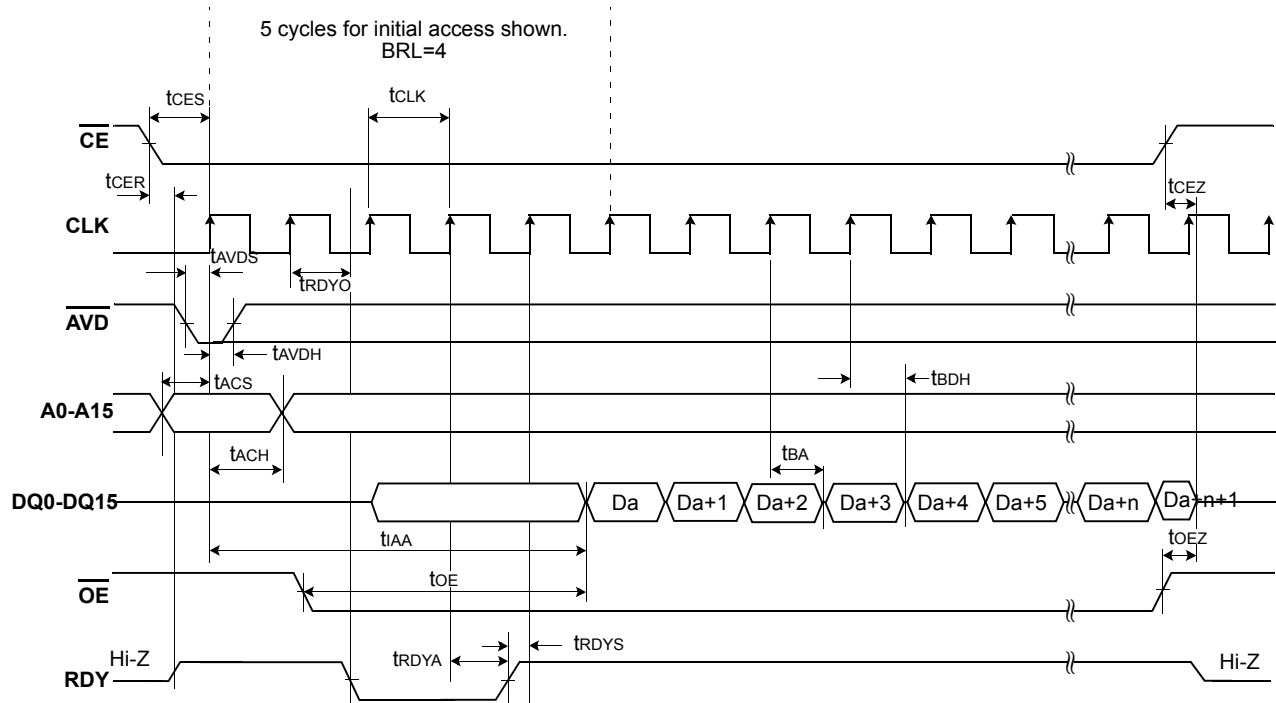 5 cycles for initial access shown.
BRL=4
tCES
tCLK
CE
tCER
tCEZ
CLK
tAVDS
tRDYO
AVD
tAVDH
tACS
tBDH
A0-A15
tACH
tBA
DQ0-DQ15
Da
Da+1
Da+2
Da+3
Da+4
Da+5
Da+n
Da+n+1
tIAA
tOEZ
tOE
OE
tRDYS
Hi-Z
tRDYA
Hi-Z
RDY